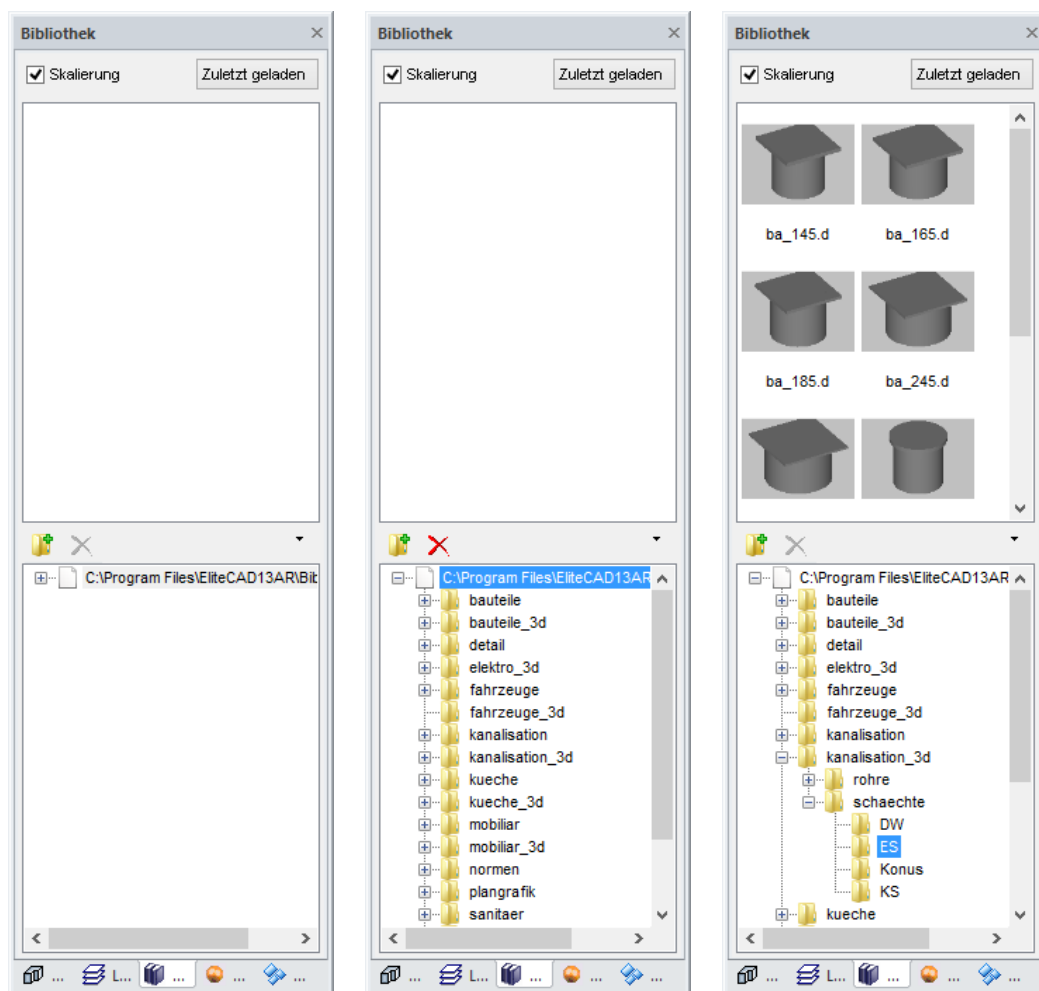 Bibliothek
Skalierung
Zuletzt geladen
C:\Program Files\EliteCAD13AR\Bib
... L... ... ... ...
Bibliothek
Skalierung
Zuletzt geladen
C:\Program Files\EliteCAD13AR
bauteile
bauteile_3d
detail
elektro_3d
fahrzeuge
fahrzeuge_3d
kanalisation
kanalisation_3d
kueche
kueche_3d
mobiliar
mobiliar_3d
normen
plangrafik
sanitaer
... L... ... ... ...
Bibliothek
Skalierung
Zuletzt geladen
ba_145.d ba_165.d
ba_185.d ba_245.d
C:\Program Files\EliteCAD13AR
bauteile
bauteile_3d
detail
elektro_3d
fahrzeuge
fahrzeuge_3d
kanalisation
kanalisation_3d
rohre
schaechte
DW
ES
Konus
KS
kueche
... L... ... ... ...